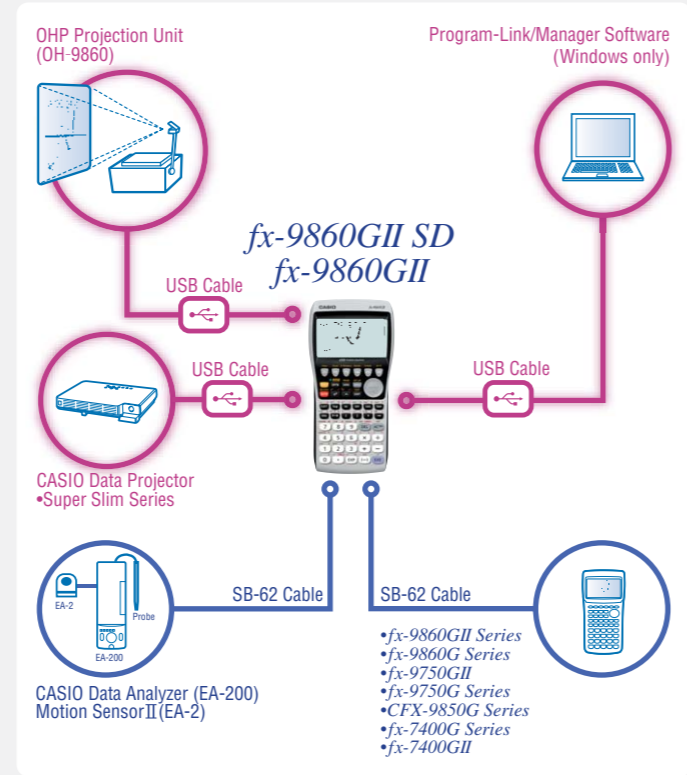 OHP Projection Unit
(OH-9860)
Program-Link/Manager Software
(Windows only)
fx-9860GII SD
fx-9860GII
USB Cable
USB Cable
USB Cable
CASIO
CASIO Data Projector
•Super Slim Series
SB-62 Cable
SB-62 Cable
EA-2
Probe
EA-200
CASIO Data Analyzer (EA-200)
Motion SensorⅡ(EA-2)
•fx-9860GII Series
•fx-9860G Series
•fx-9750GII
•fx-9750G Series
•CFX-9850G Series
•fx-7400G Series
•fx-7400GII